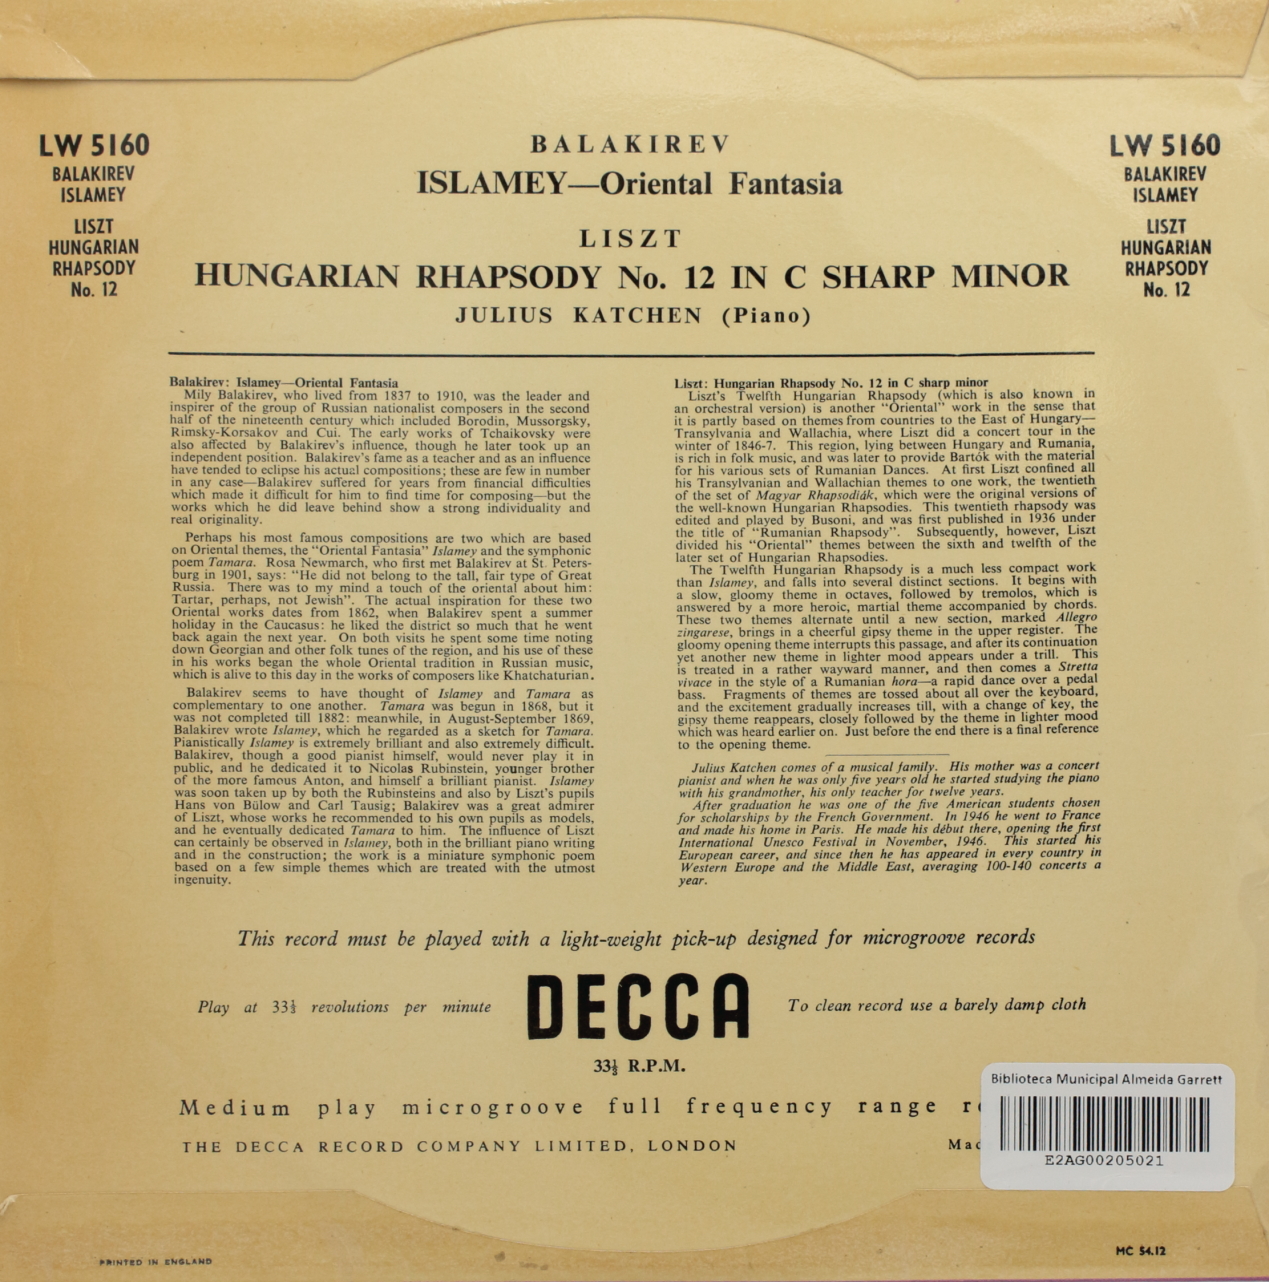 LW 5160
BALAKIREV
ISLAMEY
LISZT
HUNGARIAN
RHAPSODY
No. 12
BALAKIREV
ISLAMEY—Oriental Fantasia
LISZT
HUNGARIAN RHAPSODY No. 12 IN C SHARP MINOR
JULIUS KATCHEN (Piano)
LW 5160
BALAKIREV
ISLAMEY
LISZT
HUNGARIAN
RHAPSODY
No. 12
Balakirev: Islamey—Oriental Fantasia
Mily Balakirev, who lived from 1837 to 1910, was the leader and
inspirer of the group of Russian nationalist composers in the second
half of the nineteenth century which included Borodin, Mussorgsky,
Rimsky-Korsakov and Cui. The early works of Tchaikovsky were
also affected by Balakirev's influence, though he later took up an
independent position. Balakirev's fame as a teacher and as an influence
have tended to eclipse his actual compositions; these are few in number
in any case—Balakirev suffered for years from financial difficulties
which made it difficult for him to find time for composing—but the
works which he did leave behind show a strong individuality and
real originality.
Perhaps his most famous compositions are two which are based
on Oriental themes, the "Oriental Fantasia" Islamey and the symphonic
poem Tamara. Rosa Newmarch, who first met Balakirev at St. Peters-
burg in 1901, says: "He did not belong to the tall, fair type of Great
Russia. There was to my mind a touch of the oriental about him:
Tartar, perhaps, not Jewish". The actual inspiration for these two
Oriental works dates from 1862, when Balakirev spent a summer
holiday in the Caucasus: he liked the district so much that he went
back again the next year. On both visits he spent some time noting
down Georgian and other folk tunes of the region, and his use of these
in his works began the whole Oriental tradition in Russian music,
which is alive to this day in the works of composers like Khatchaturian.
Balakirev seems to have thought of Islamey and Tamara as
complementary to one another. Tamara was begun in 1868, but it
was not completed till 1882: meanwhile, in August-September 1869,
Balakirev wrote Islamey, which he regarded as a sketch for Tamara.
Pianistically Islamey is extremely brilliant and also extremely difficult.
Balakirev, though a good pianist himself, would never play it in
public, and he dedicated it to Nicolas Rubinstein, younger brother
of the more famous Anton, and himself a brilliant pianist. Islamey
was soon taken up by both the Rubinsteins and also by Liszt's pupils
Hans von Bülow and Carl Tausig; Balakirev was a great admirer
of Liszt, whose works he recommended to his own pupils as models,
and he eventually dedicated Tamara to him. The influence of Liszt
can certainly be observed in Islamey, both in the brilliant piano writing
and in the construction; the work is a miniature symphonic poem
based on a few simple themes which are treated with the utmost
ingenuity.
Liszt: Hungarian Rhapsody No. 12 in C sharp minor
Liszt's Twelfth Hungarian Rhapsody (which is also known in
an orchestral version) is another "Oriental" work in the sense that
it is partly based on themes from countries to the East of Hungary—
Transylvania and Wallachia, where Liszt did a concert tour in the
winter of 1846-7. This region, lying between Hungary and Rumania,
is rich in folk music, and was later to provide Bartók with the material
for his various sets of Rumanian Dances. At first Liszt confined all
his Transylvanian and Wallachian themes to one work, the twentieth
of the set of Magyar Rhapsodiák, which were the original versions of
the well-known Hungarian Rhapsodies. This twentieth rhapsody was
edited and played by Busoni, and was first published in 1936 under
the title of "Rumanian Rhapsody". Subsequently, however, Liszt
divided his "Oriental" themes between the sixth and twelfth of the
later set of Hungarian Rhapsodies.
The Twelfth Hungarian Rhapsody is a much less compact work
than Islamey, and falls into several distinct sections. It begins with
a slow, gloomy theme in octaves, followed by tremolos, which is
answered by a more heroic, martial theme accompanied by chords.
These two themes alternate until a new section, marked Allegro
zingarese, brings in a cheerful gipsy theme in the upper register. The
gloomy opening theme interrupts this passage, and after its continuation
yet another new theme in lighter mood appears under a trill. This
is treated in a rather wayward manner, and then comes a Stretta
vivace in the style of a Rumanian hora—a rapid dance over a pedal
bass. Fragments of themes are tossed about all over the keyboard,
and the excitement gradually increases till, with a change of key, the
gipsy theme reappears, closely followed by the theme in lighter mood
which was heard earlier on. Just before the end there is a final reference
to the opening theme.
Julius Katchen comes of a musical family. His mother was a concert
pianist and when he was only five years old he started studying the piano
with his grandmother, his only teacher for twelve years.
After graduation he was one of the five American students chosen
for scholarships by the French Government. In 1946 he went to France
and made his home in Paris. He made his début there, opening the first
International Unesco Festival in November, 1946. This started his
European career, and since then he has appeared in every country in
Western Europe and the Middle East, averaging 100-140 concerts a
year.
This record must be played with a light-weight pick-up designed for microgroove records
Play at 33⅓ revolutions per minute
DECCA
To clean record use a barely damp cloth
33⅓ R.P.M.
Medium play microgroove full frequency range
THE DECCA RECORD COMPANY LIMITED, LONDON
Biblioteca Municipal Almeida Garrett
E2AG00205021
PRINTED IN ENGLAND
MC 54.12